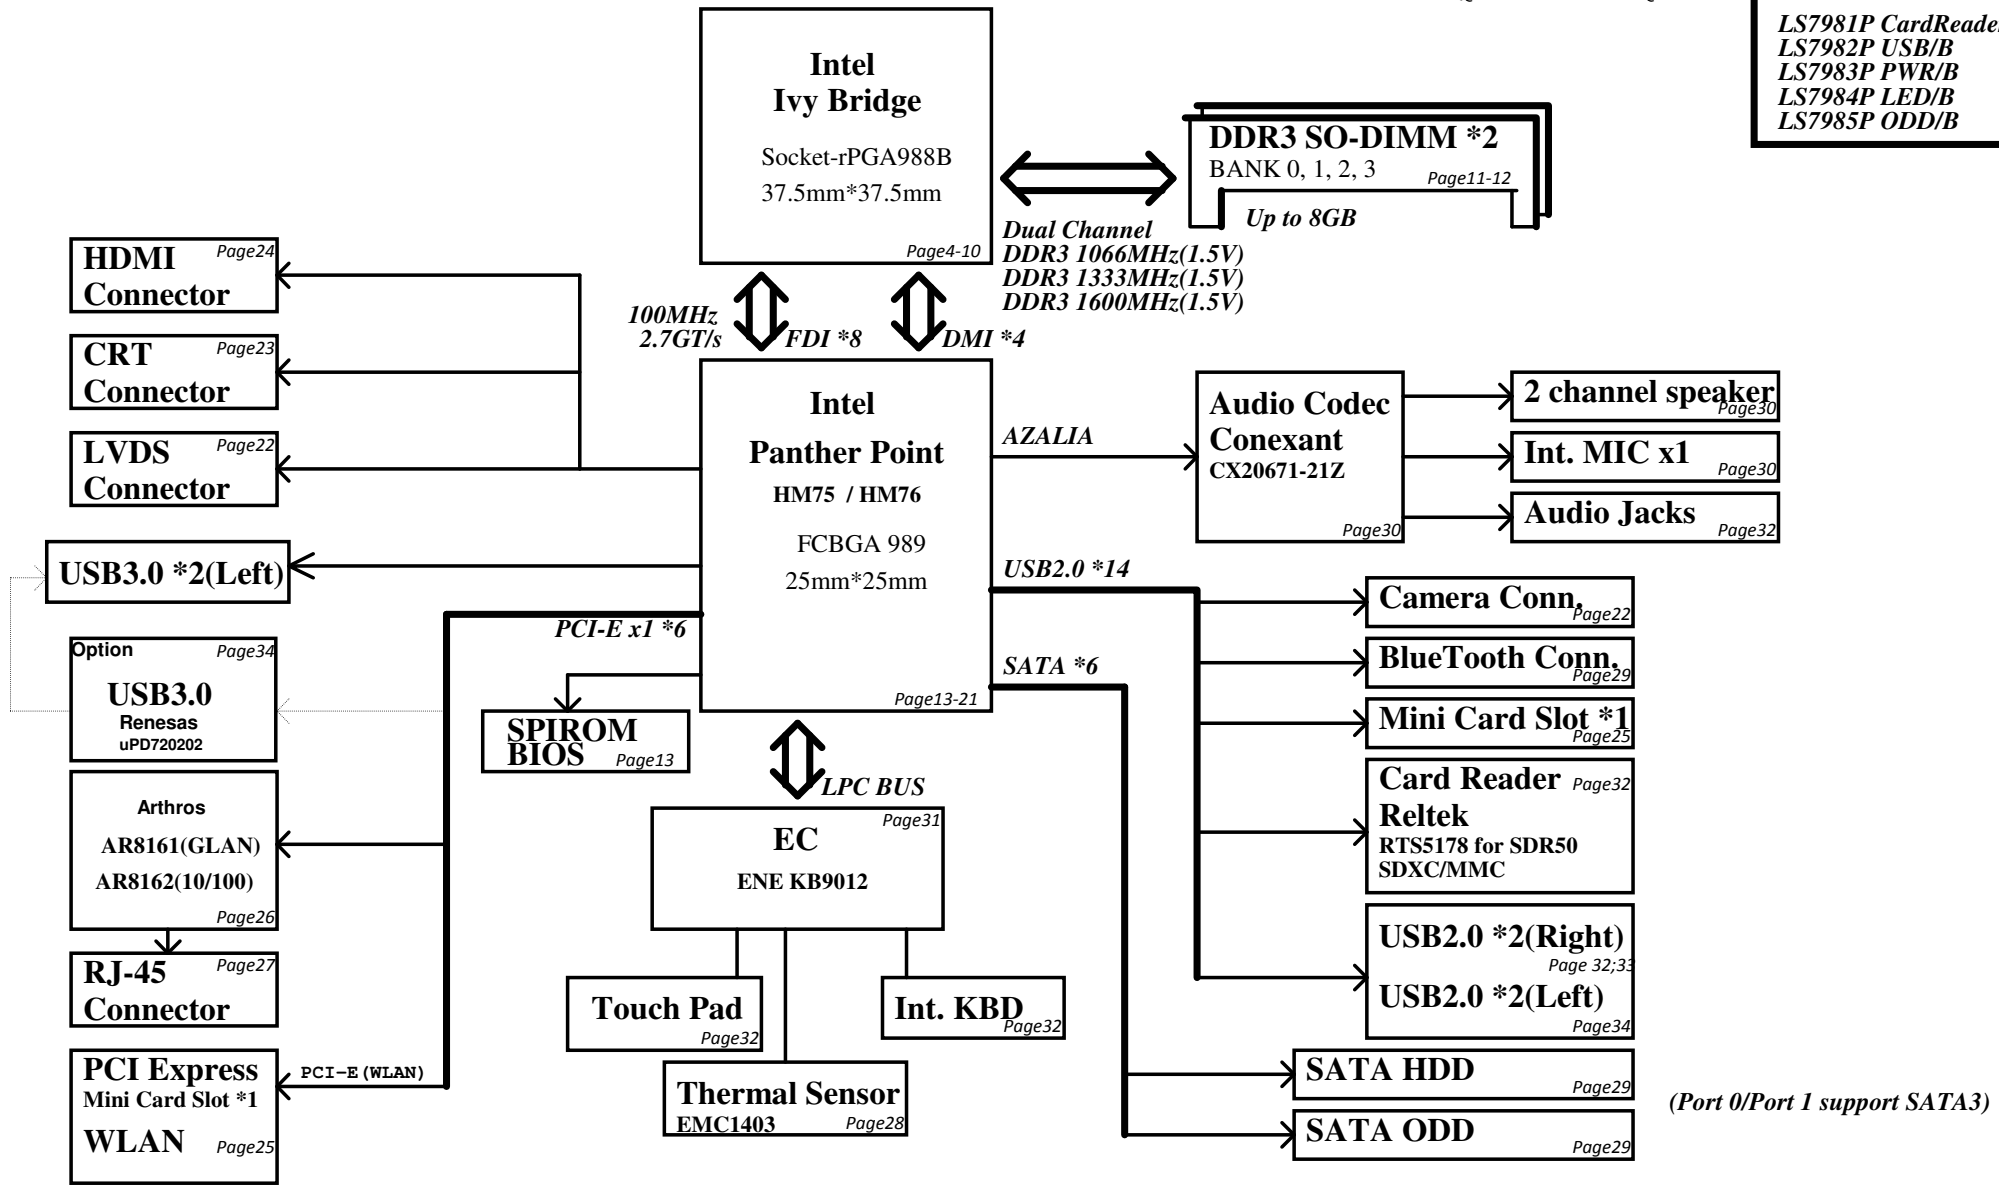 LS7981P CardReader
LS7982P USB/B
LS7983P PWR/B
LS7984P LED/B
LS7985P ODD/B
Intel
Ivy Bridge
Socket-rPGA988B
37.5mm*37.5mm
Page4-10
DDR3 SO-DIMM *2
BANK 0, 1, 2, 3
Page11-12
Up to 8GB
Dual Channel
DDR3 1066MHz(1.5V)
DDR3 1333MHz(1.5V)
DDR3 1600MHz(1.5V)
100MHz
2.7GT/s
FDI *8
DMI *4
HDMI
Connector
Page24
CRT
Connector
Page23
LVDS
Connector
Page22
USB3.0 *2(Left)
Option
Page34
USB3.0
Renesas
uPD720202
Arthros
AR8161(GLAN)
AR8162(10/100)
Page26
RJ-45
Connector
Page27
PCI Express
Mini Card Slot *1
WLAN
Page25
PCI-E(WLAN)
PCI-E x1 *6
Intel
Panther Point
HM75 / HM76
FCBGA 989
25mm*25mm
Page13-21
SPIROM
BIOS
Page13
LPC BUS
EC
Page31
ENE KB9012
Touch Pad
Page32
Int. KBD
Page32
Thermal Sensor
EMC1403
Page28
AZALIA
Audio Codec
Conexant
CX20671-21Z
Page30
2 channel speaker
Page30
Int. MIC x1
Page30
Audio Jacks
Page32
USB2.0 *14
Camera Conn.
Page22
BlueTooth Conn.
Page29
Mini Card Slot *1
Page25
Card Reader
Page32
Reltek
RTS5178 for SDR50
SDXC/MMC
USB2.0 *2(Right)
Page 32;33
USB2.0 *2(Left)
Page34
SATA *6
SATA HDD
Page29
SATA ODD
Page29
(Port 0/Port 1 support SATA3)